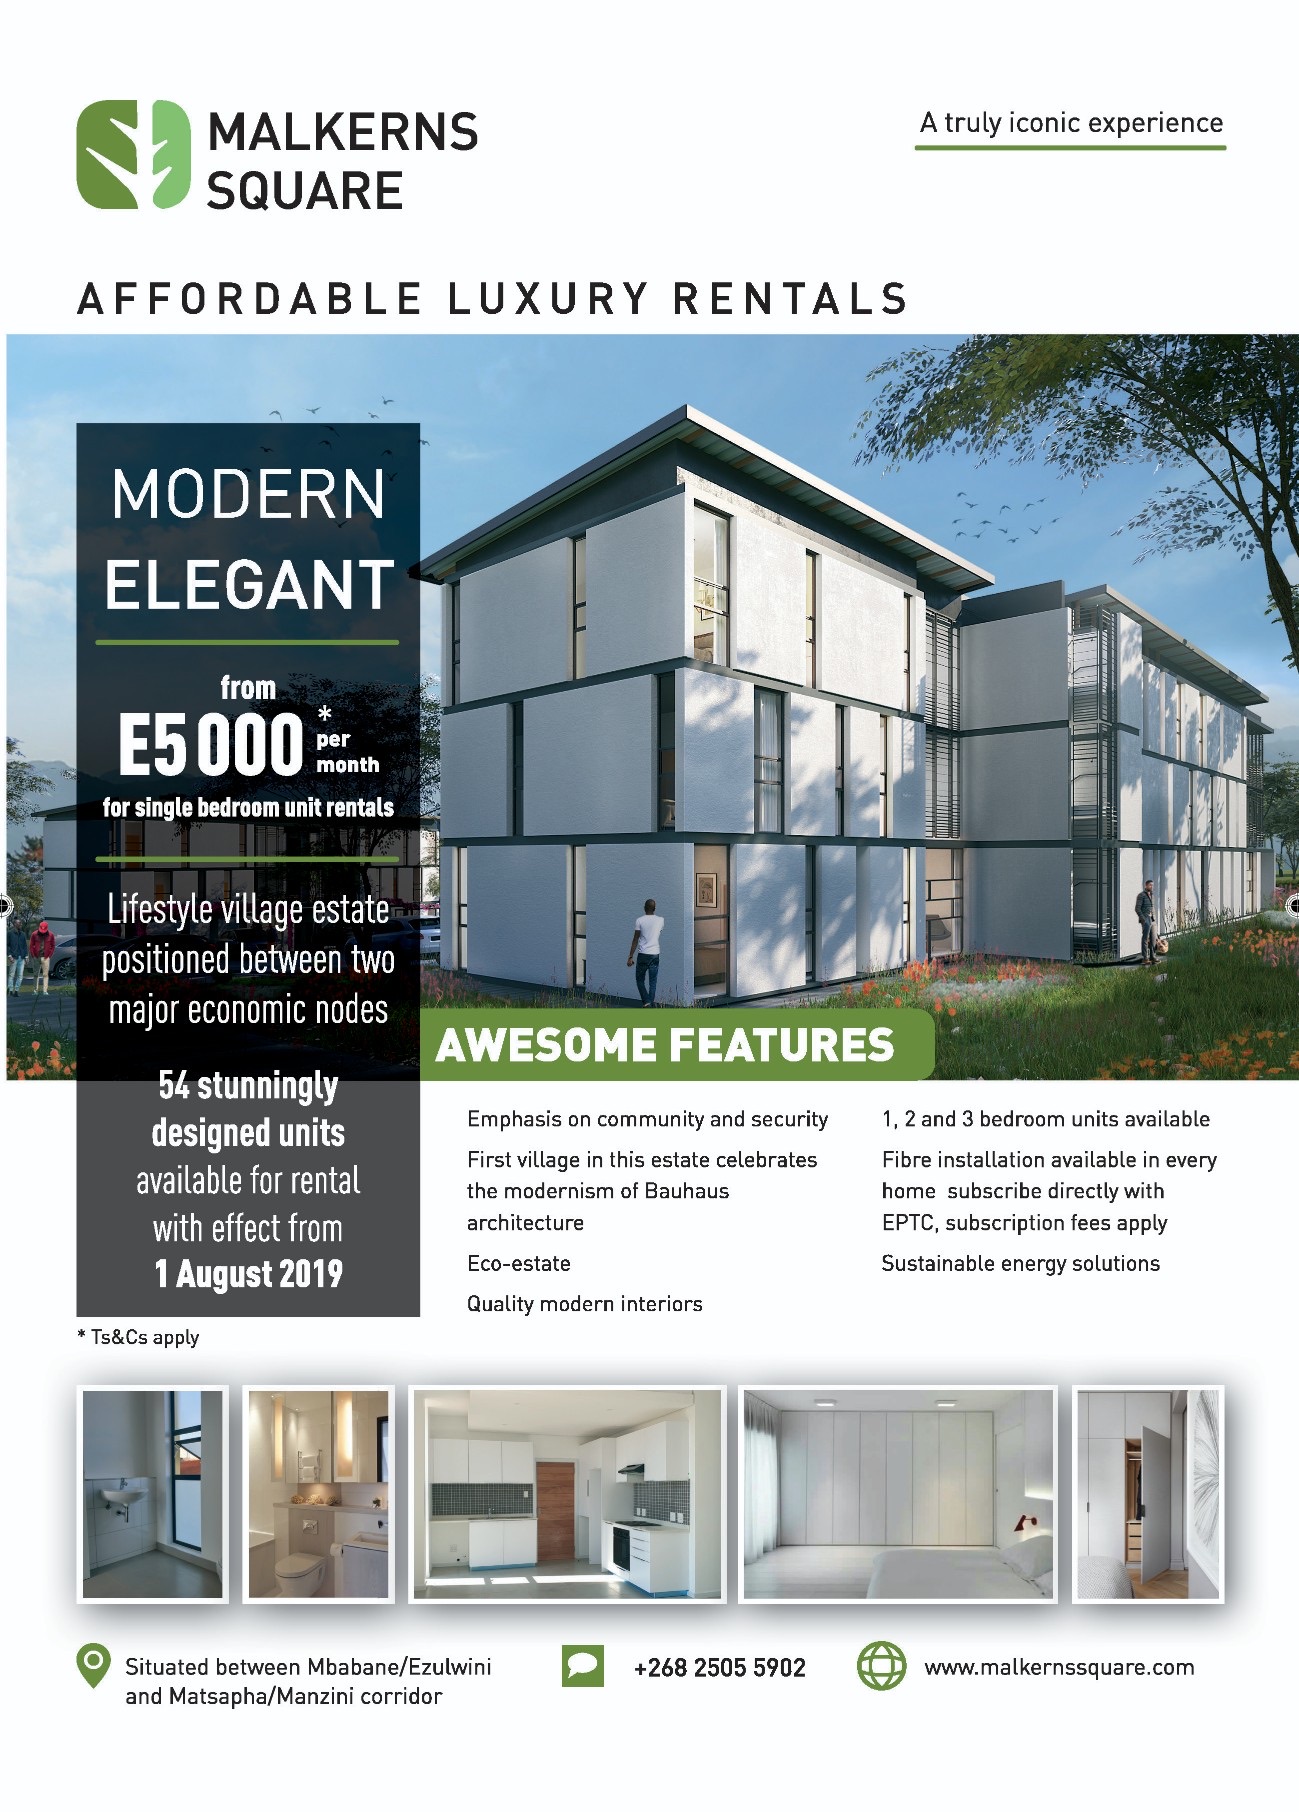 MALKERNS
SQUARE
A truly iconic experience
AFFORDABLE LUXURY RENTALS
MODERN
ELEGANT
from
E5 000 *
per
month
for single bedroom unit rentals
Lifestyle village estate
positioned between two
major economic nodes
54 stunningly
designed units
available for rental
with effect from
1 August 2019
* Ts&Cs apply
AWESOME FEATURES
Emphasis on community and security
First village in this estate celebrates
the modernism of Bauhaus
architecture
Eco-estate
Quality modern interiors
1, 2 and 3 bedroom units available
Fibre installation available in every
home  subscribe directly with
EPTC, subscription fees apply
Sustainable energy solutions
Situated between Mbabane/Ezulwini
and Matsapha/Manzini corridor
+268 2505 5902
www.malkernssquare.com